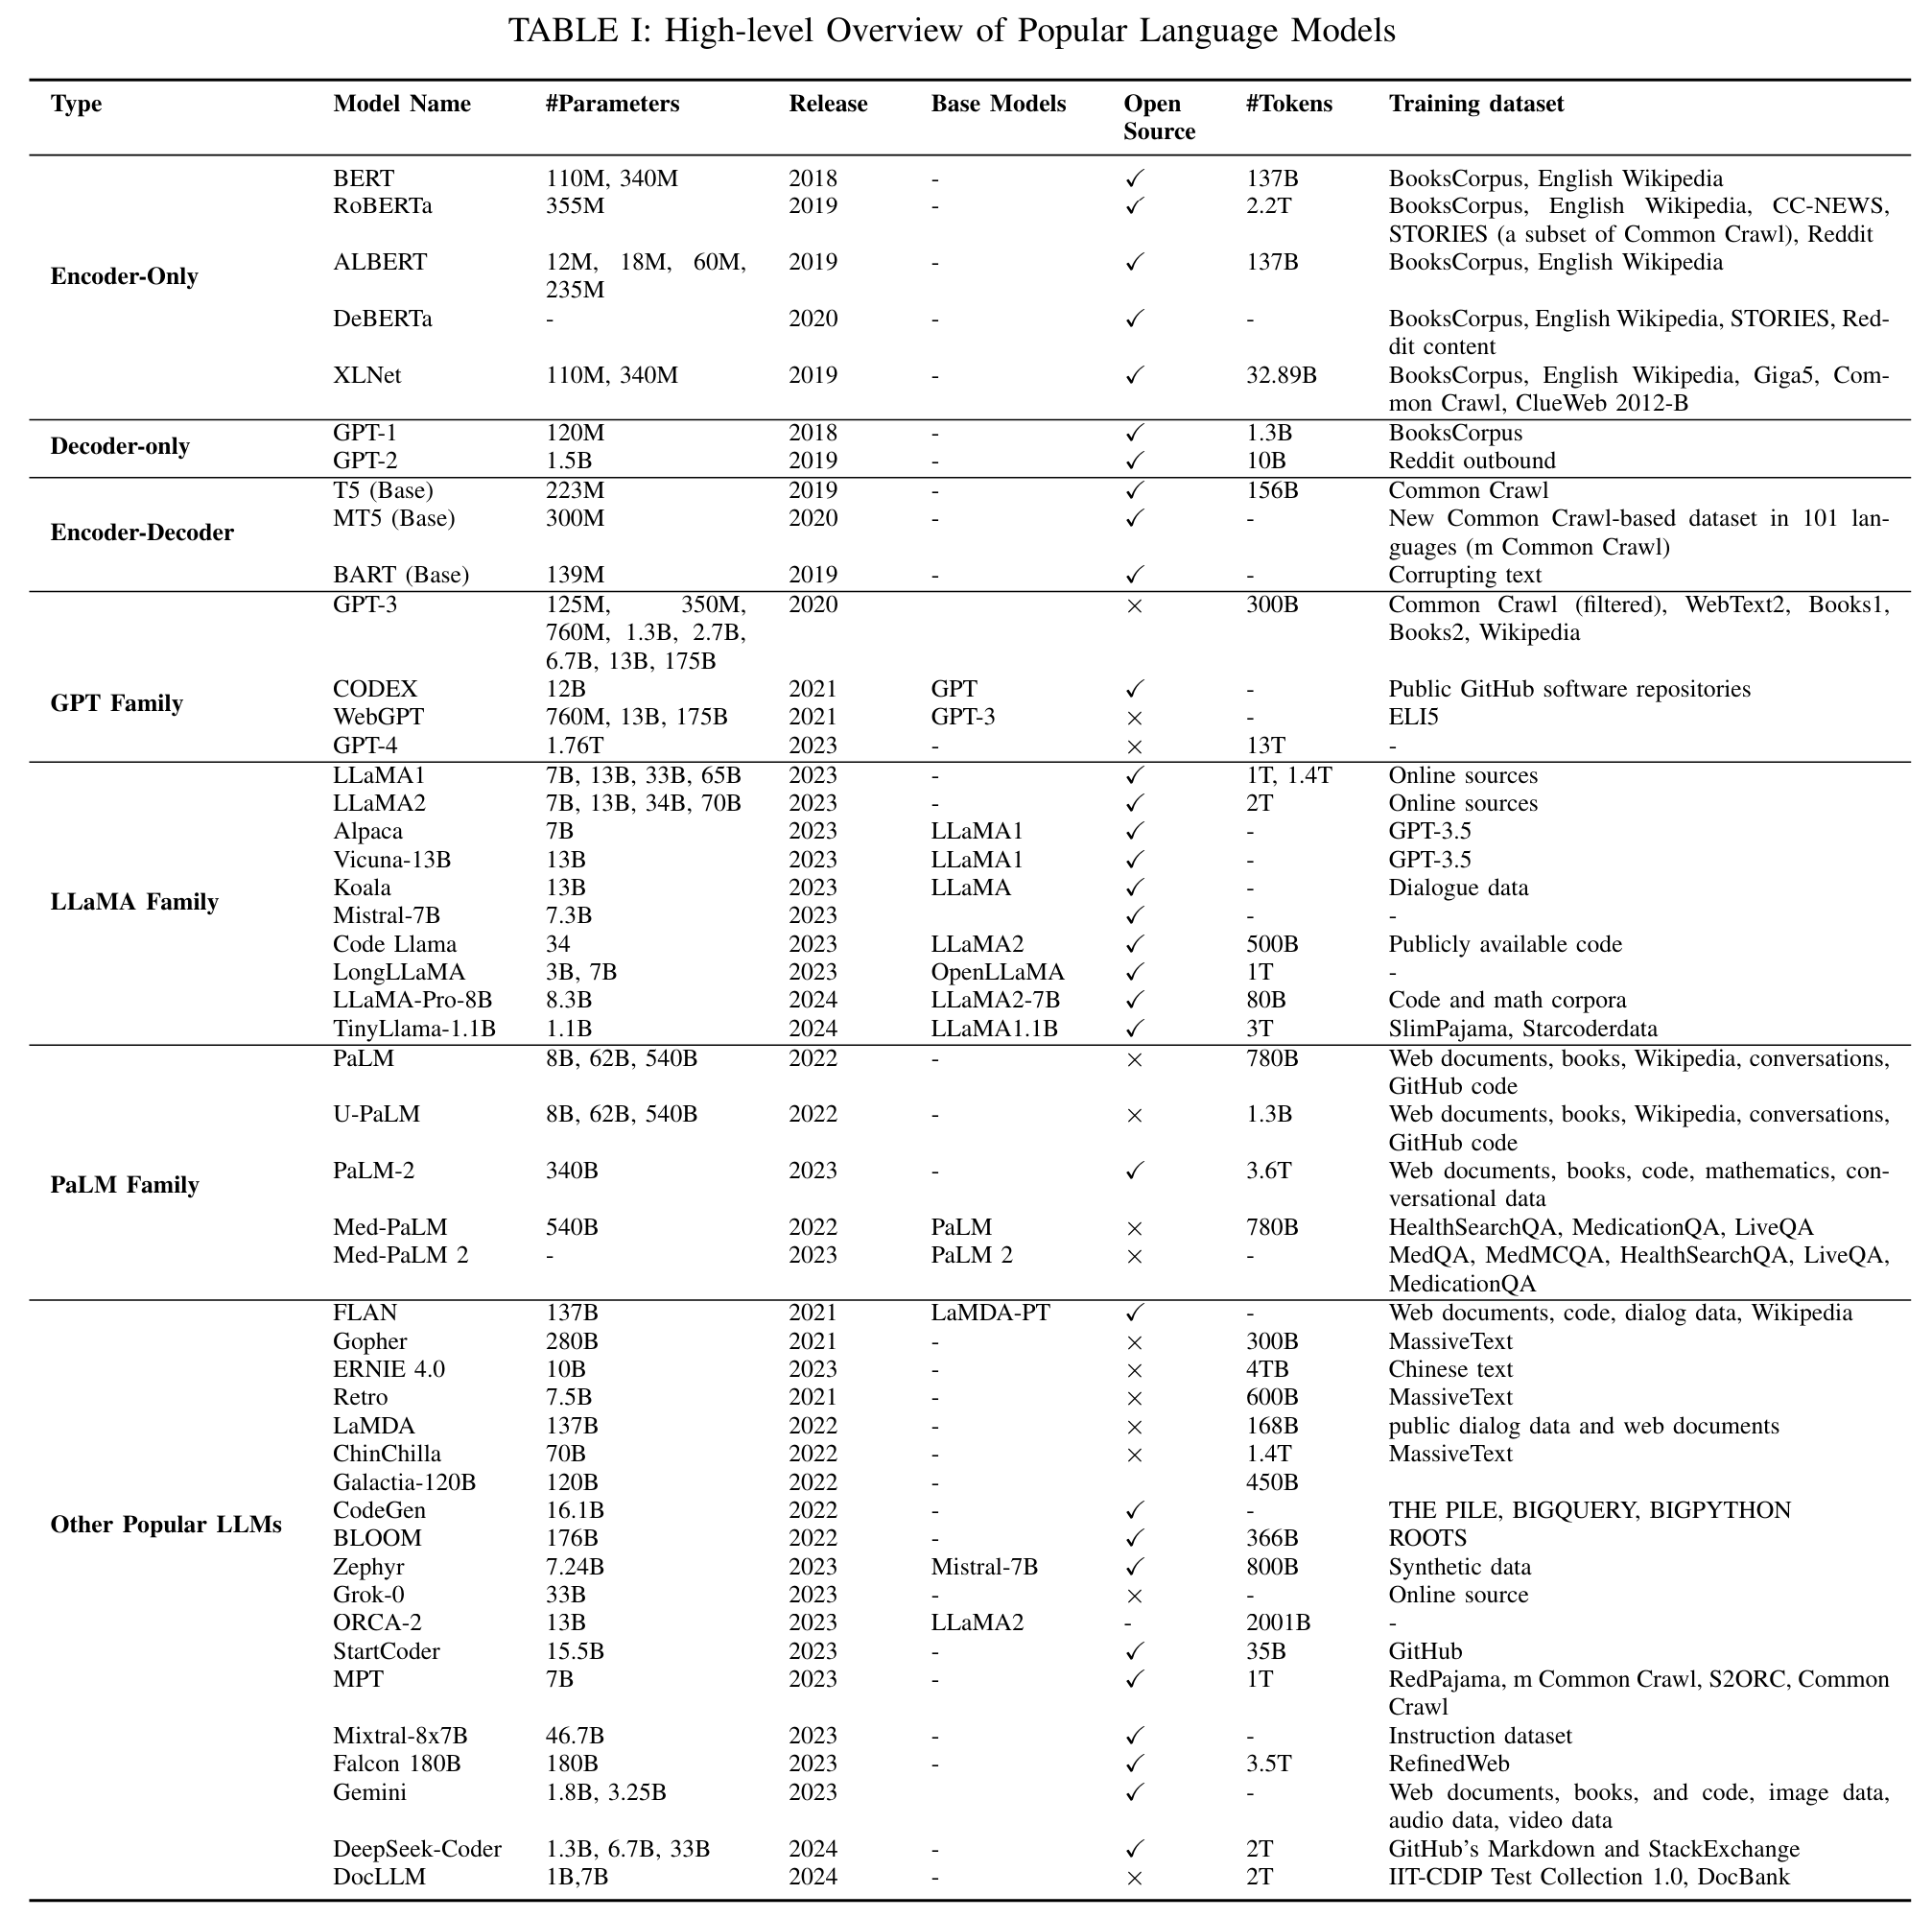 TABLE I: High-level Overview of Popular Language Models
Type Model Name #Parameters Release Base Models Open Source #Tokens Training dataset
Encoder-Only
BERT 110M, 340M 2018 - ✓ 137B BooksCorpus, English Wikipedia
RoBERTa 355M 2019 - ✓ 2.2T BooksCorpus, English Wikipedia, CC-NEWS,
STORIES (a subset of Common Crawl), Reddit
ALBERT 12M, 18M, 60M, 2019 - ✓ 137B BooksCorpus, English Wikipedia
235M
DeBERTa - 2020 - ✓ - BooksCorpus, English Wikipedia, STORIES, Red-
dit content
XLNet 110M, 340M 2019 - ✓ 32.89B BooksCorpus, English Wikipedia, Giga5, Com-
mon Crawl, ClueWeb 2012-B
Decoder-only
GPT-1 120M 2018 - ✓ 1.3B BooksCorpus
GPT-2 1.5B 2019 - ✓ 10B Reddit outbound
Encoder-Decoder
T5 (Base) 223M 2019 - ✓ 156B Common Crawl
MT5 (Base) 300M 2020 - ✓ - New Common Crawl-based dataset in 101 lan-
guages (m Common Crawl)
BART (Base) 139M 2019 - ✓ - Corrupting text
GPT Family
GPT-3 125M, 350M, 2020 × 300B Common Crawl (filtered), WebText2, Books1,
760M, 1.3B, 2.7B, Books2, Wikipedia
6.7B, 13B, 175B
CODEX 12B 2021 GPT ✓ - Public GitHub software repositories
WebGPT 760M, 13B, 175B 2021 GPT-3 × - ELI5
GPT-4 1.76T 2023 - × 13T -
LLaMA Family
LLaMA1 7B, 13B, 33B, 65B 2023 - ✓ 1T, 1.4T Online sources
LLaMA2 7B, 13B, 34B, 70B 2023 - ✓ 2T Online sources
Alpaca 7B 2023 LLaMA1 ✓ - GPT-3.5
Vicuna-13B 13B 2023 LLaMA1 ✓ - GPT-3.5
Koala 13B 2023 LLaMA ✓ - Dialogue data
Mistral-7B 7.3B 2023 ✓ - -
Code Llama 34 2023 LLaMA2 ✓ 500B Publicly available code
LongLLaMA 3B, 7B 2023 OpenLLaMA ✓ 1T -
LLaMA-Pro-8B 8.3B 2024 LLaMA2-7B ✓ 80B Code and math corpora
TinyLlama-1.1B 1.1B 2024 LLaMA1.1B ✓ 3T SlimPajama, Starcoderdata
PaLM Family
PaLM 8B, 62B, 540B 2022 - × 780B Web documents, books, Wikipedia, conversations,
GitHub code
U-PaLM 8B, 62B, 540B 2022 - × 1.3B Web documents, books, Wikipedia, conversations,
GitHub code
PaLM-2 340B 2023 - ✓ 3.6T Web documents, books, code, mathematics, con-
versational data
Med-PaLM 540B 2022 PaLM × 780B HealthSearchQA, MedicationQA, LiveQA
Med-PaLM 2 - 2023 PaLM 2 × - MedQA, MedMCQA, HealthSearchQA, LiveQA,
MedicationQA
Other Popular LLMs
FLAN 137B 2021 LaMDA-PT ✓ - Web documents, code, dialog data, Wikipedia
Gopher 280B 2021 - × 300B MassiveText
ERNIE 4.0 10B 2023 - × 4TB Chinese text
Retro 7.5B 2021 - × 600B MassiveText
LaMDA 137B 2022 - × 168B public dialog data and web documents
ChinChilla 70B 2022 - × 1.4T MassiveText
Galactia-120B 120B 2022 - 450B
CodeGen 16.1B 2022 - ✓ - THE PILE, BIGQUERY, BIGPYTHON
BLOOM 176B 2022 - ✓ 366B ROOTS
Zephyr 7.24B 2023 Mistral-7B ✓ 800B Synthetic data
Grok-0 33B 2023 - × - Online source
ORCA-2 13B 2023 LLaMA2 - 2001B -
StartCoder 15.5B 2023 - ✓ 35B GitHub
MPT 7B 2023 - ✓ 1T RedPajama, m Common Crawl, S2ORC, Common
Crawl
Mixtral-8x7B 46.7B 2023 - ✓ - Instruction dataset
Falcon 180B 180B 2023 - ✓ 3.5T RefinedWeb
Gemini 1.8B, 3.25B 2023 ✓ - Web documents, books, and code, image data,
audio data, video data
DeepSeek-Coder 1.3B, 6.7B, 33B 2024 - ✓ 2T GitHub's Markdown and StackExchange
DocLLM 1B,7B 2024 - × 2T IIT-CDIP Test Collection 1.0, DocBank